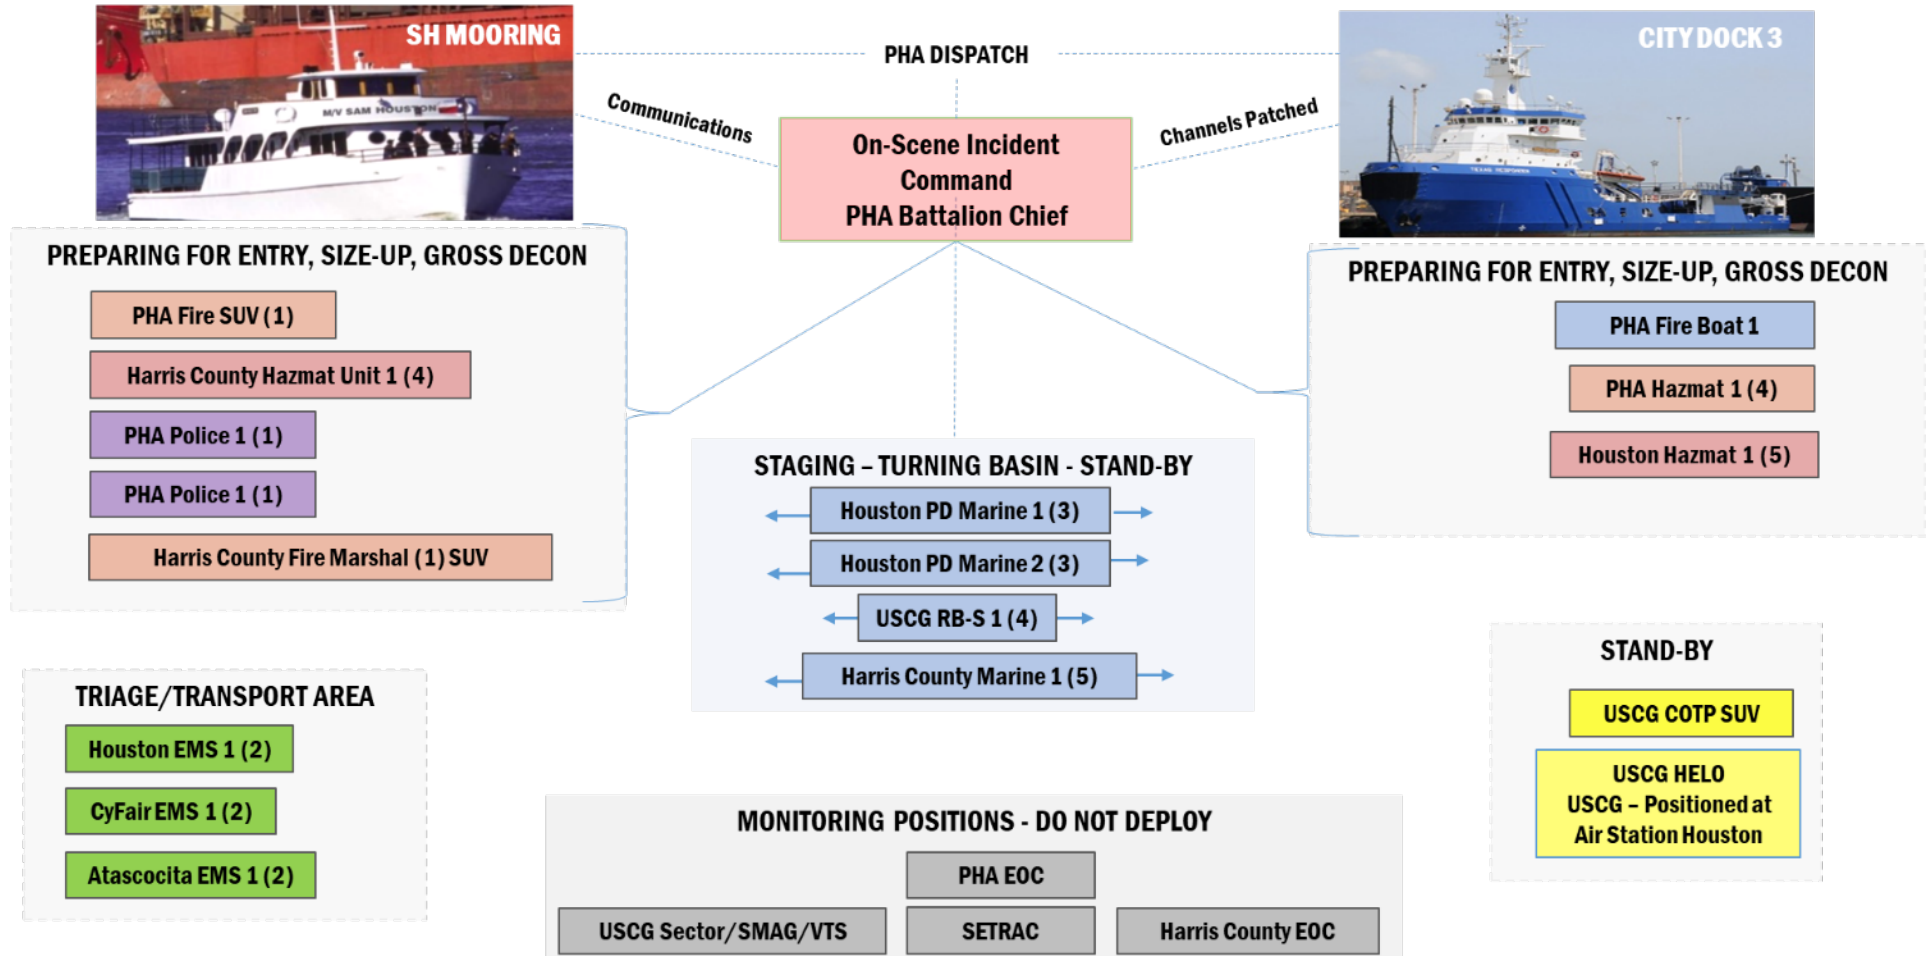 SH MOORING
M/V SAM HOUSTON
PHA DISPATCH
CITY DOCK 3
TEXAS RESPONDER
Communications
Channels Patched
On-Scene Incident
Command
PHA Battalion Chief
PREPARING FOR ENTRY, SIZE-UP, GROSS DECON
PHA Fire SUV (1)
Harris County Hazmat Unit 1 (4)
PHA Police 1 (1)
PHA Police 1 (1)
Harris County Fire Marshal (1) SUV
PREPARING FOR ENTRY, SIZE-UP, GROSS DECON
PHA Fire Boat 1
PHA Hazmat 1 (4)
Houston Hazmat 1 (5)
STAGING – TURNING BASIN - STAND-BY
Houston PD Marine 1 (3)
Houston PD Marine 2 (3)
USCG RB-S 1 (4)
Harris County Marine 1 (5)
TRIAGE/TRANSPORT AREA
Houston EMS 1 (2)
CyFair EMS 1 (2)
Atascocita EMS 1 (2)
STAND-BY
USCG COTP SUV
USCG HELO
USCG – Positioned at
Air Station Houston
MONITORING POSITIONS - DO NOT DEPLOY
PHA EOC
USCG Sector/SMAG/VTS
SETRAC
Harris County EOC